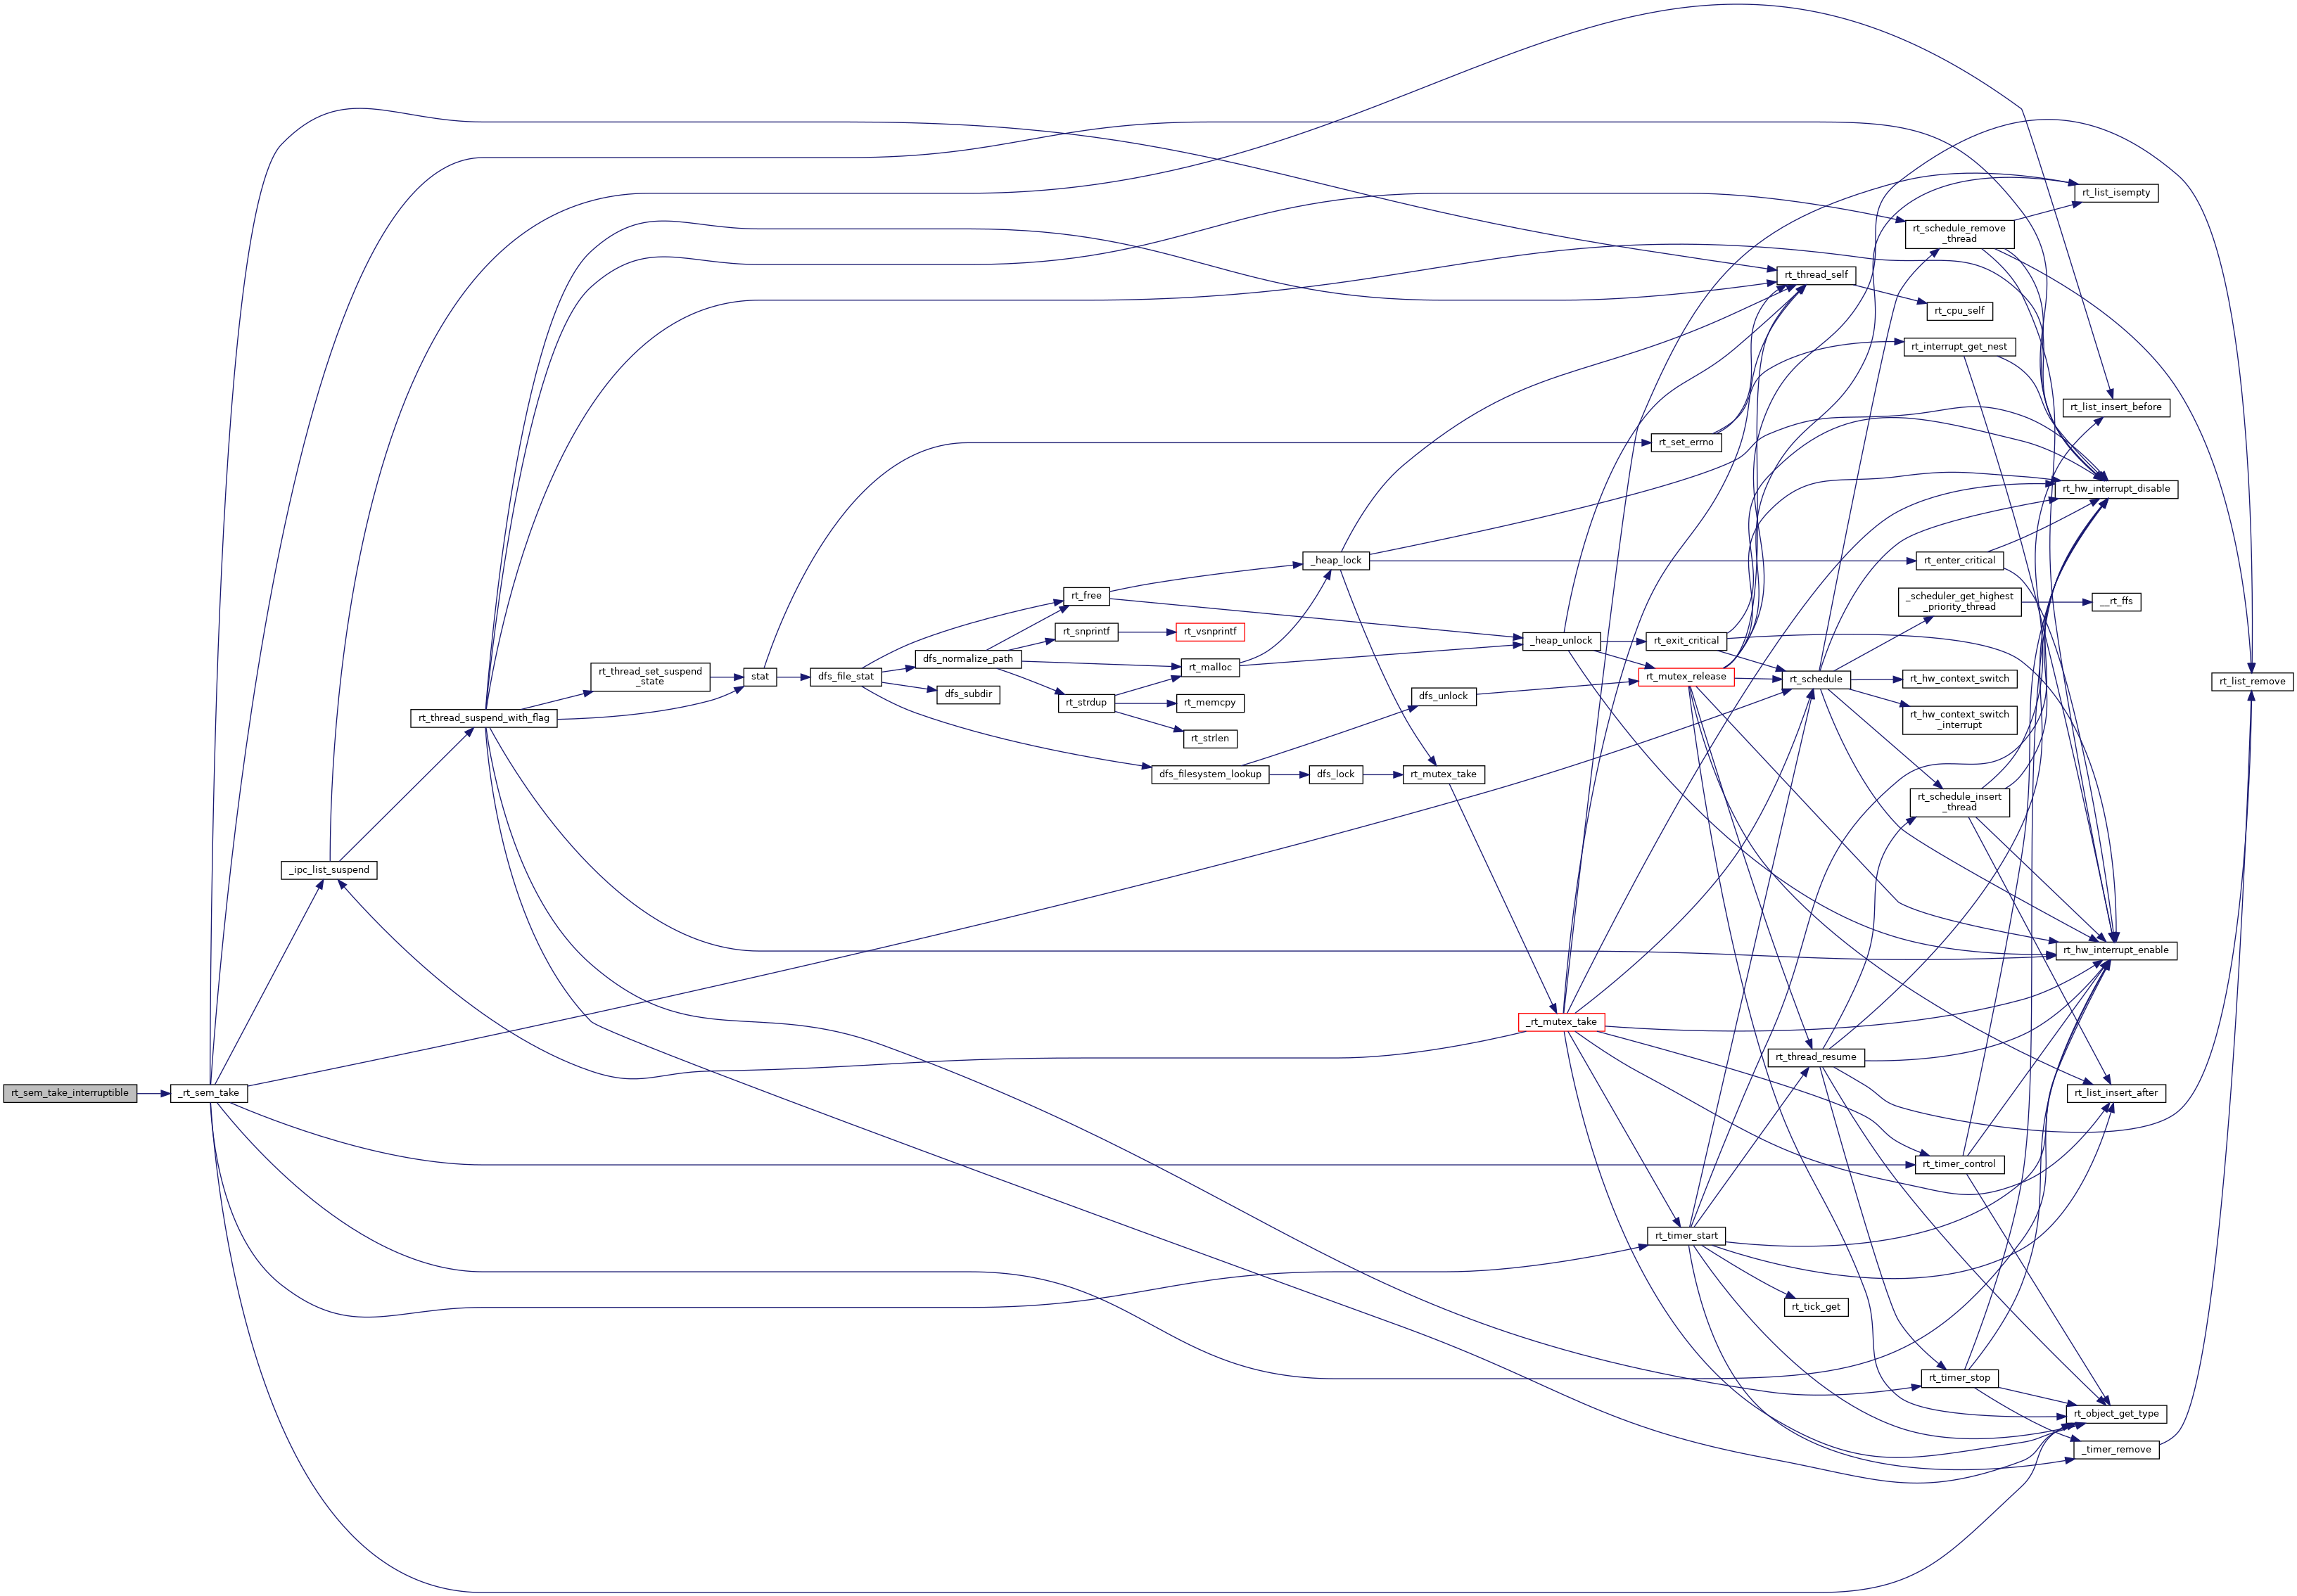 rt_list_isempty
rt_schedule_remove
_thread
rt_thread_self
rt_cpu_self
rt_interrupt_get_nest
rt_list_insert_before
rt_set_errno
rt_hw_interrupt_disable
_heap_lock
rt_enter_critical
rt_free
_scheduler_get_highest
_priority_thread
__rt_ffs
rt_snprintf
rt_vsnprintf
_heap_unlock
rt_exit_critical
dfs_normalize_path
rt_malloc
rt_thread_set_suspend
_state
stat
dfs_file_stat
rt_mutex_release
rt_schedule
rt_hw_context_switch
rt_list_remove
dfs_subdir
dfs_unlock
rt_strdup
rt_memcpy
rt_thread_suspend_with_flag
rt_hw_context_switch
_interrupt
rt_strlen
dfs_filesystem_lookup
dfs_lock
rt_mutex_take
rt_schedule_insert
_thread
_ipc_list_suspend
rt_hw_interrupt_enable
_rt_mutex_take
rt_thread_resume
rt_sem_take_interruptible
_rt_sem_take
rt_list_insert_after
rt_timer_control
rt_timer_start
rt_tick_get
rt_timer_stop
rt_object_get_type
_timer_remove